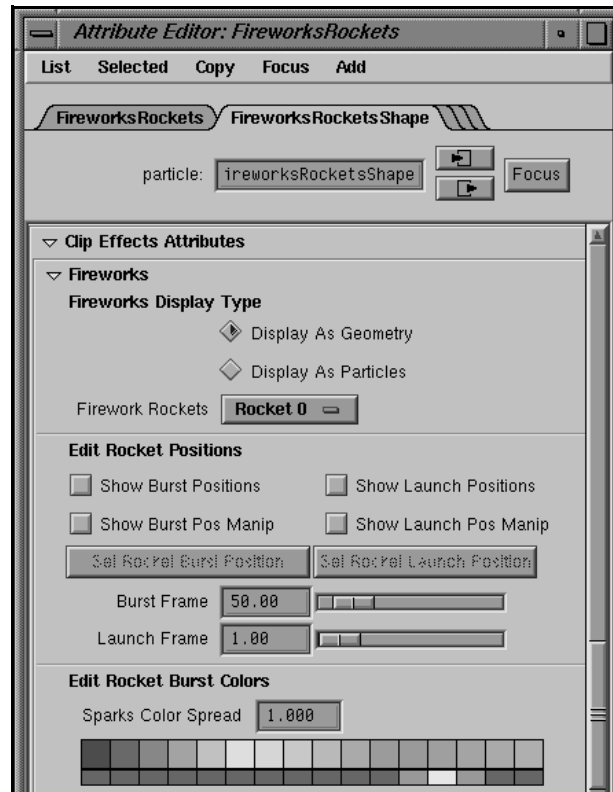 Attribute Editor: FireworksRockets
List Selected Copy Focus Add
FireworksRockets FireworksRocketsShape
particle: ireworksRocketsShape Focus
Clip Effects Attributes
Fireworks
Fireworks Display Type
Display As Geometry
Display As Particles
Firework Rockets Rocket 0
Edit Rocket Positions
Show Burst Positions Show Launch Positions
Show Burst Pos Manip Show Launch Pos Manip
Set Rocket Burst Position Set Rocket Launch Position
Burst Frame 50.00
Launch Frame 1.00
Edit Rocket Burst Colors
Sparks Color Spread 1.000